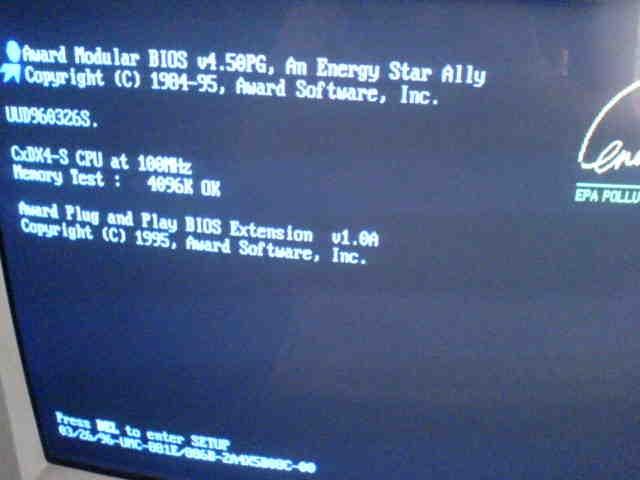 Award Modular BIOS v4.50PG, An Energy Star Ally
Copyright (C) 1984-95, Award Software, Inc.
UUD960326S.
CxDX4-S CPU at 100MHz
Memory Test : 4096K OK
Award Plug and Play BIOS Extension v1.0A
Copyright (C) 1995, Award Software, Inc.
EPA POLLU
Press DEL to enter SETUP
03/26/96-UMC-881E/886B-2A4X5B08C-00